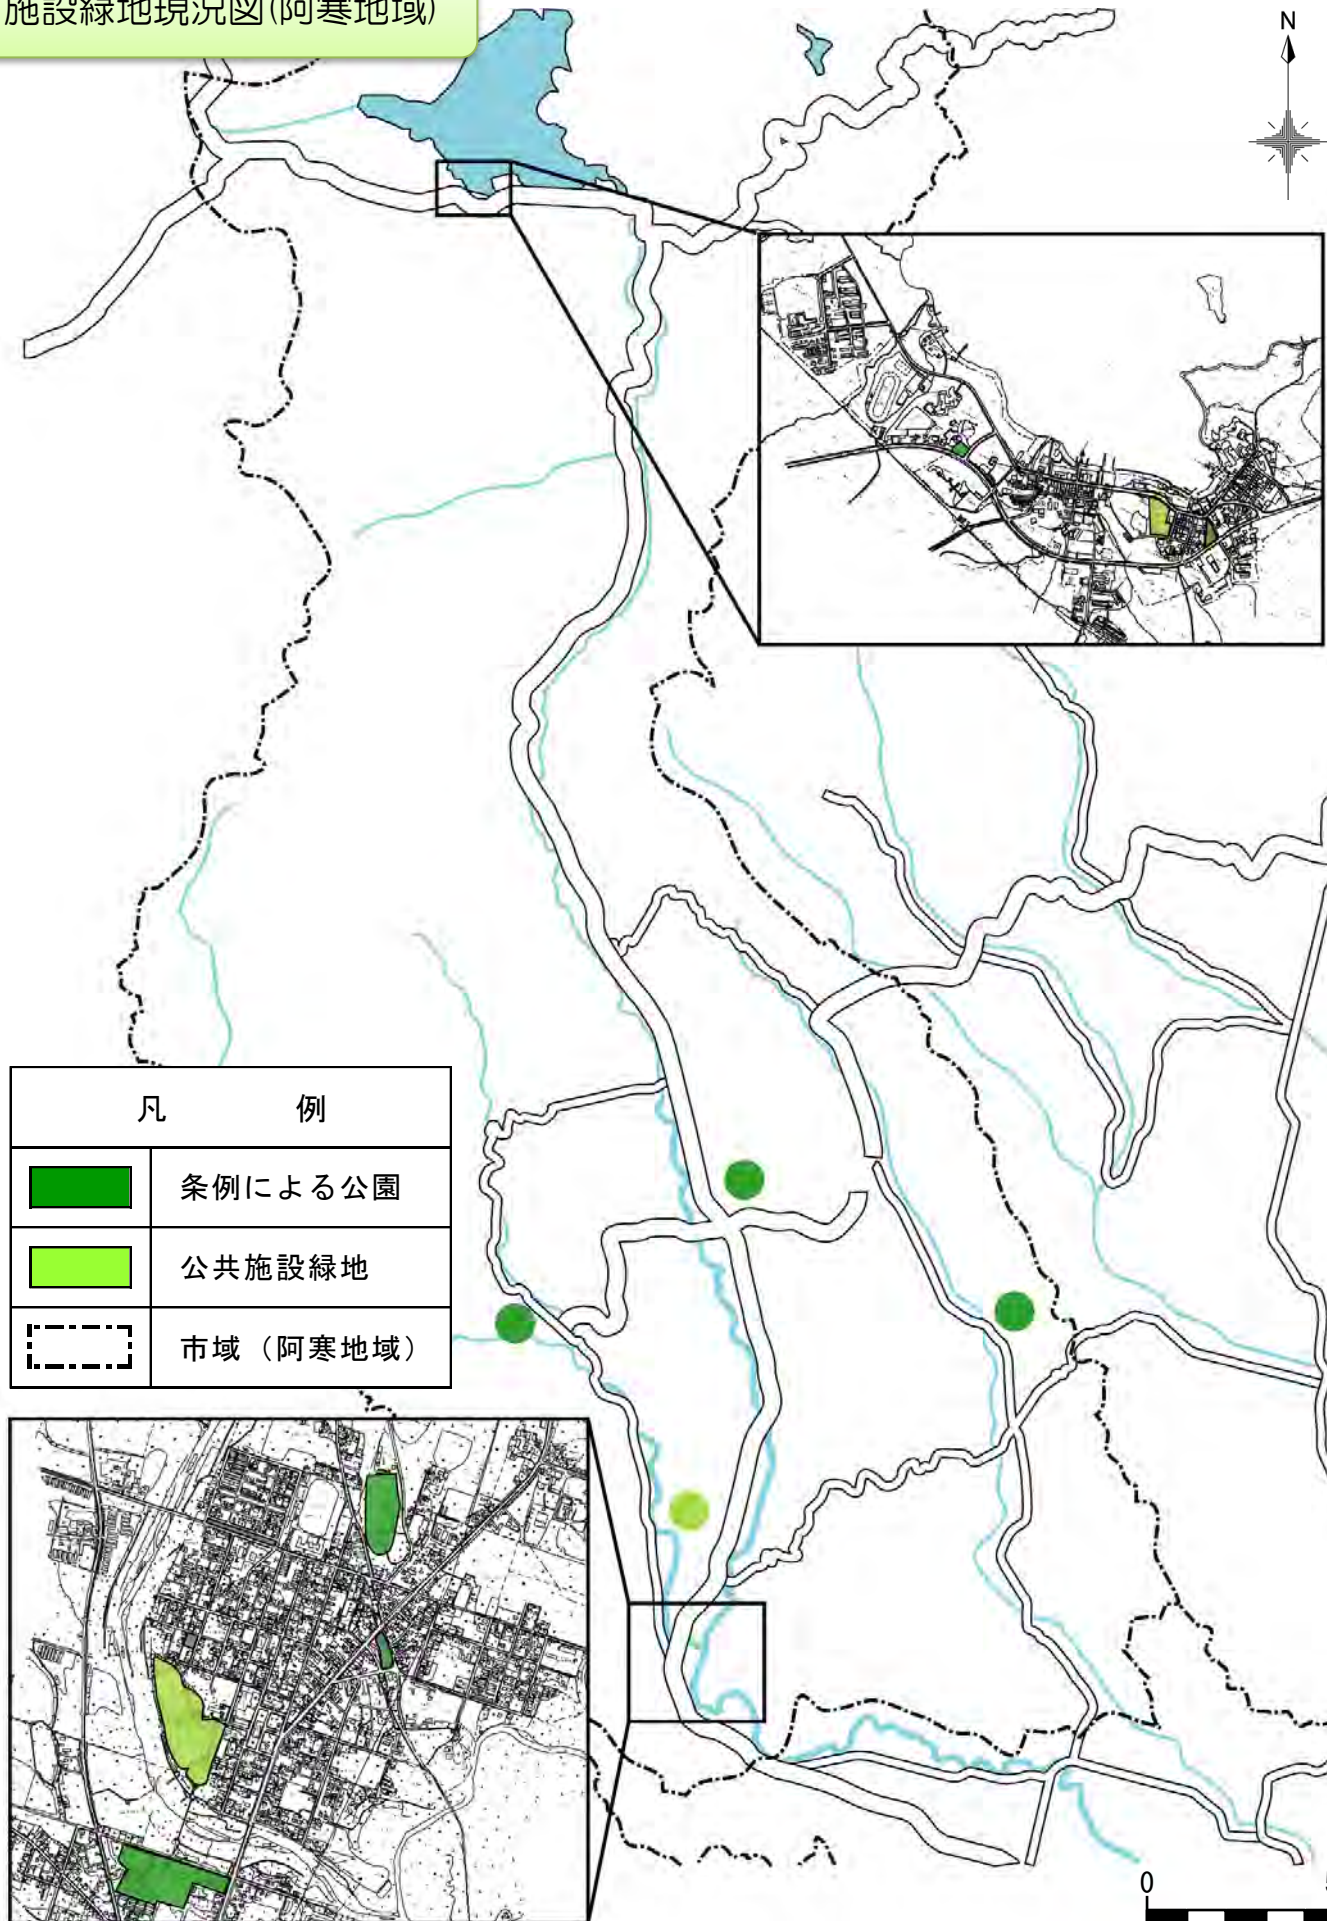 施設緑地現況図(阿寒地域)
N
凡 例
条例による公園
公共施設緑地
市域（阿寒地域）
0